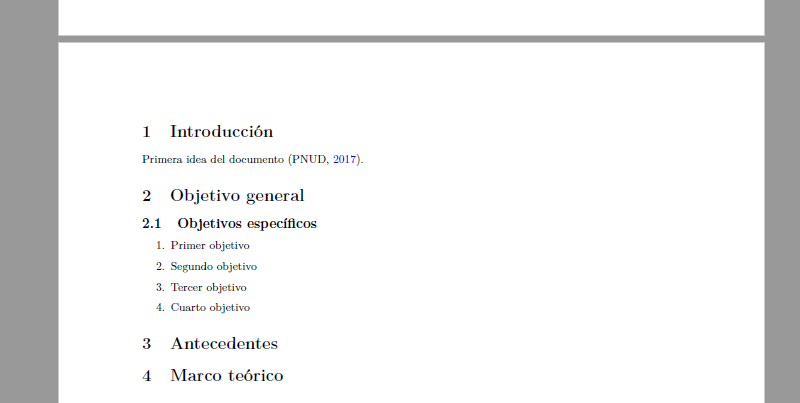 1 Introducción
Primera idea del documento (PNUD, 2017).
2 Objetivo general
2.1 Objetivos específicos
1. Primer objetivo
2. Segundo objetivo
3. Tercer objetivo
4. Cuarto objetivo
3 Antecedentes
4 Marco teórico